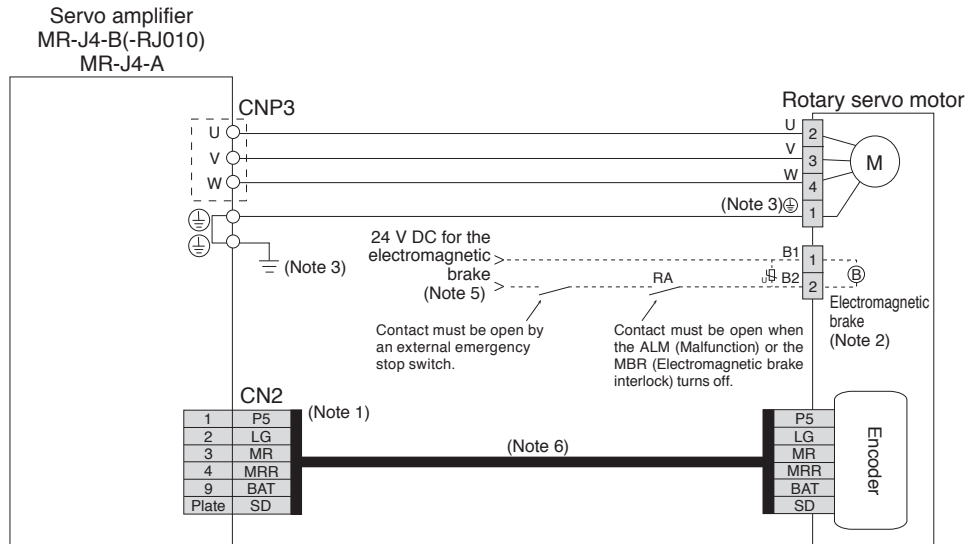 Servo amplifier
MR-J4-B(-RJ010)
MR-J4-A
CNP3
Rotary servo motor
U
U
2
V
V
3
M
W
W
4
(Note 3)
1
(Note 3)
24 V DC for the
electromagnetic
brake
(Note 5)
B1
1
U
B2
2
B
RA
Electromagnetic
brake
(Note 2)
Contact must be open by
an external emergency
stop switch.
Contact must be open when
the ALM (Malfunction) or the
MBR (Electromagnetic brake
interlock) turns off.
CN2
(Note 1)
(Note 6)
1 P5
2 LG
3 MR
4 MRR
9 BAT
Plate SD
P5
LG
MR
MRR
BAT
SD
Encoder